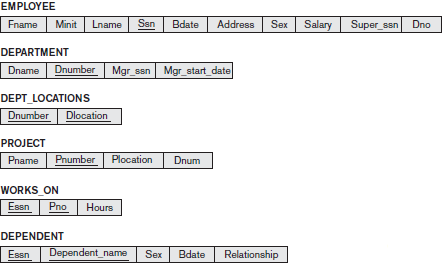 EMPLOYEE
Fname Minit Lname Ssn Bdate Address Sex Salary Super_ssn Dno
DEPARTMENT
Dname Dnumber Mgr_ssn Mgr_start_date
DEPT_LOCATIONS
Dnumber Dlocation
PROJECT
Pname Pnumber Plocation Dnum
WORKS_ON
Essn Pno Hours
DEPENDENT
Essn Dependent_name Sex Bdate Relationship